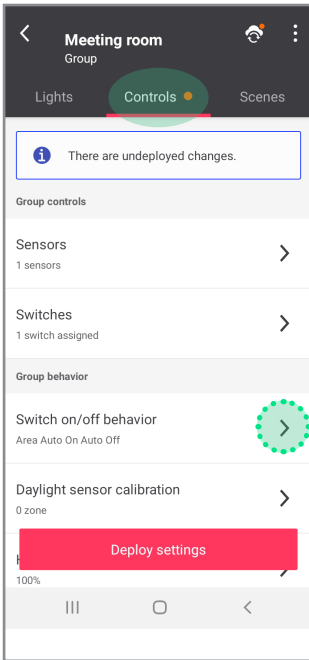 Meeting room
Group
Lights Controls Scenes
There are undeployed changes.
Group controls
Sensors
1 sensors
Switches
1 switch assigned
Group behavior
Switch on/off behavior
Area Auto On Auto Off
Daylight sensor calibration
0 zone
Deploy settings
100%